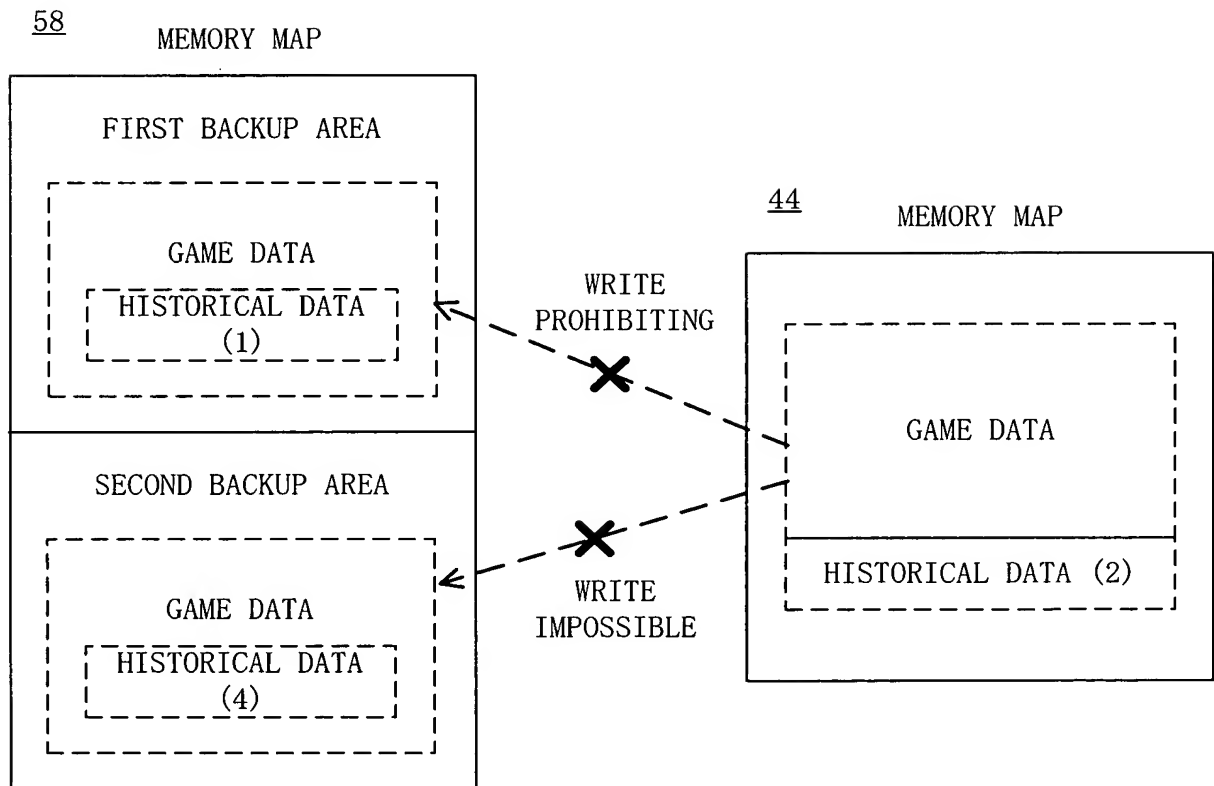 58
MEMORY MAP
FIRST BACKUP AREA
GAME DATA
HISTORICAL DATA
(1)
SECOND BACKUP AREA
GAME DATA
HISTORICAL DATA
(4)
WRITE
PROHIBITING
WRITE
IMPOSSIBLE
44
MEMORY MAP
GAME DATA
HISTORICAL DATA (2)